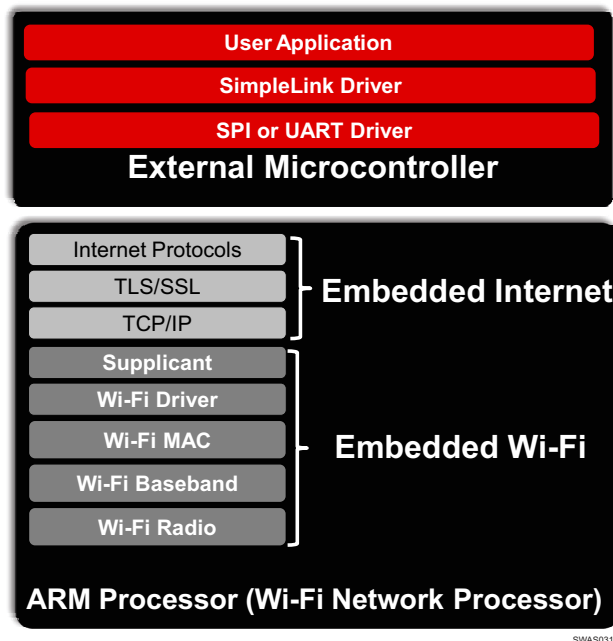 User Application
SimpleLink Driver
SPI or UART Driver
External Microcontroller
Internet Protocols
TLS/SSL
TCP/IP
Embedded Internet
Supplicant
Wi-Fi Driver
Wi-Fi MAC
Wi-Fi Baseband
Wi-Fi Radio
Embedded Wi-Fi
ARM Processor (Wi-Fi Network Processor)
SWAS031